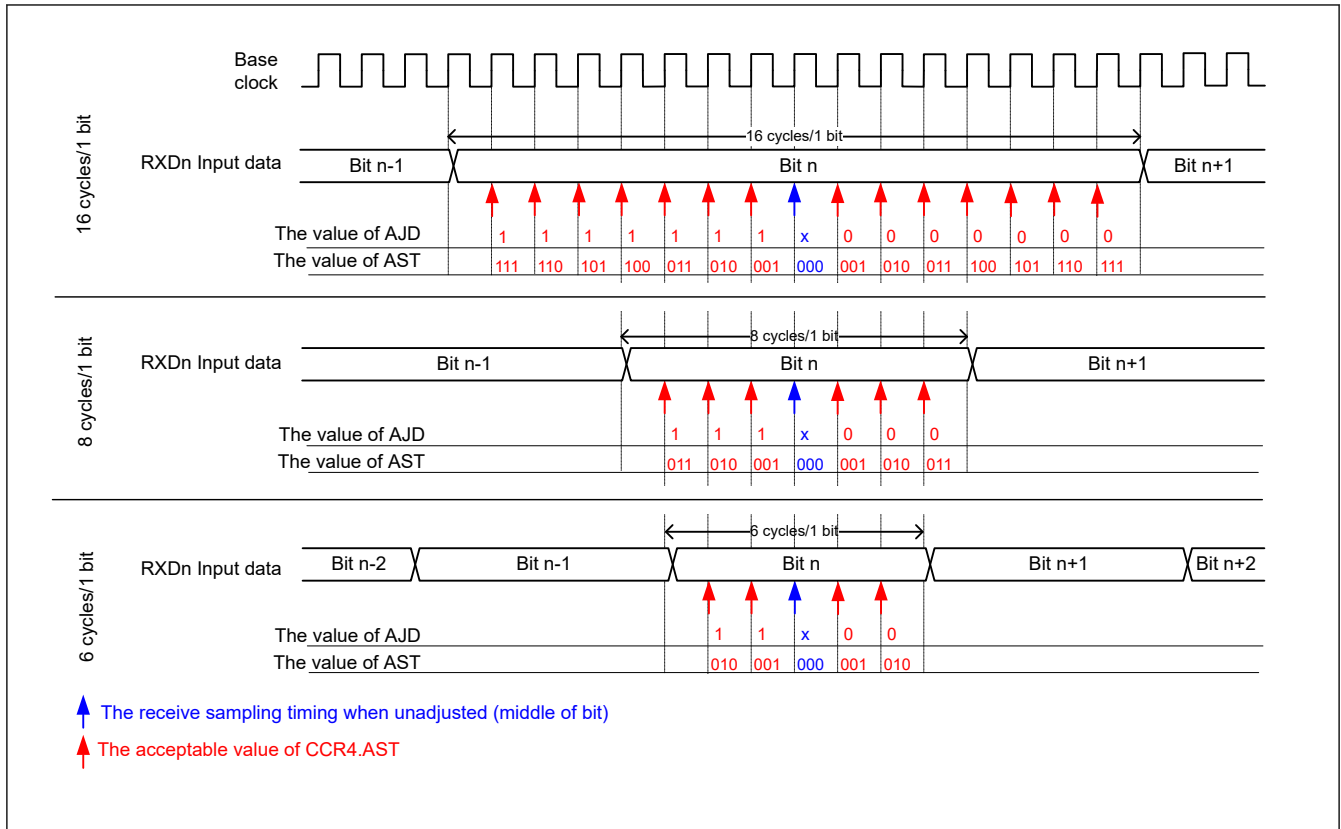 Base
clock
16 cycles/1 bit
16 cycles/1 bit
RXDn Input data
Bit n-1
Bit n
Bit n+1
The value of AJD
1 1 1 1 1 1 1 x 0 0 0 0 0 0 0
The value of AST
111 110 101 100 011 010 001 000 001 010 011 100 101 110 111
8 cycles/1 bit
8 cycles/1 bit
RXDn Input data
Bit n-1
Bit n
Bit n+1
The value of AJD
1 1 1 x 0 0 0
The value of AST
011 010 001 000 001 010 011
6 cycles/1 bit
6 cycles/1 bit
RXDn Input data
Bit n-2
Bit n-1
Bit n
Bit n+1
Bit n+2
The value of AJD
1 1 x 0 0
The value of AST
010 001 000 001 010
The receive sampling timing when unadjusted (middle of bit)
The acceptable value of CCR4.AST